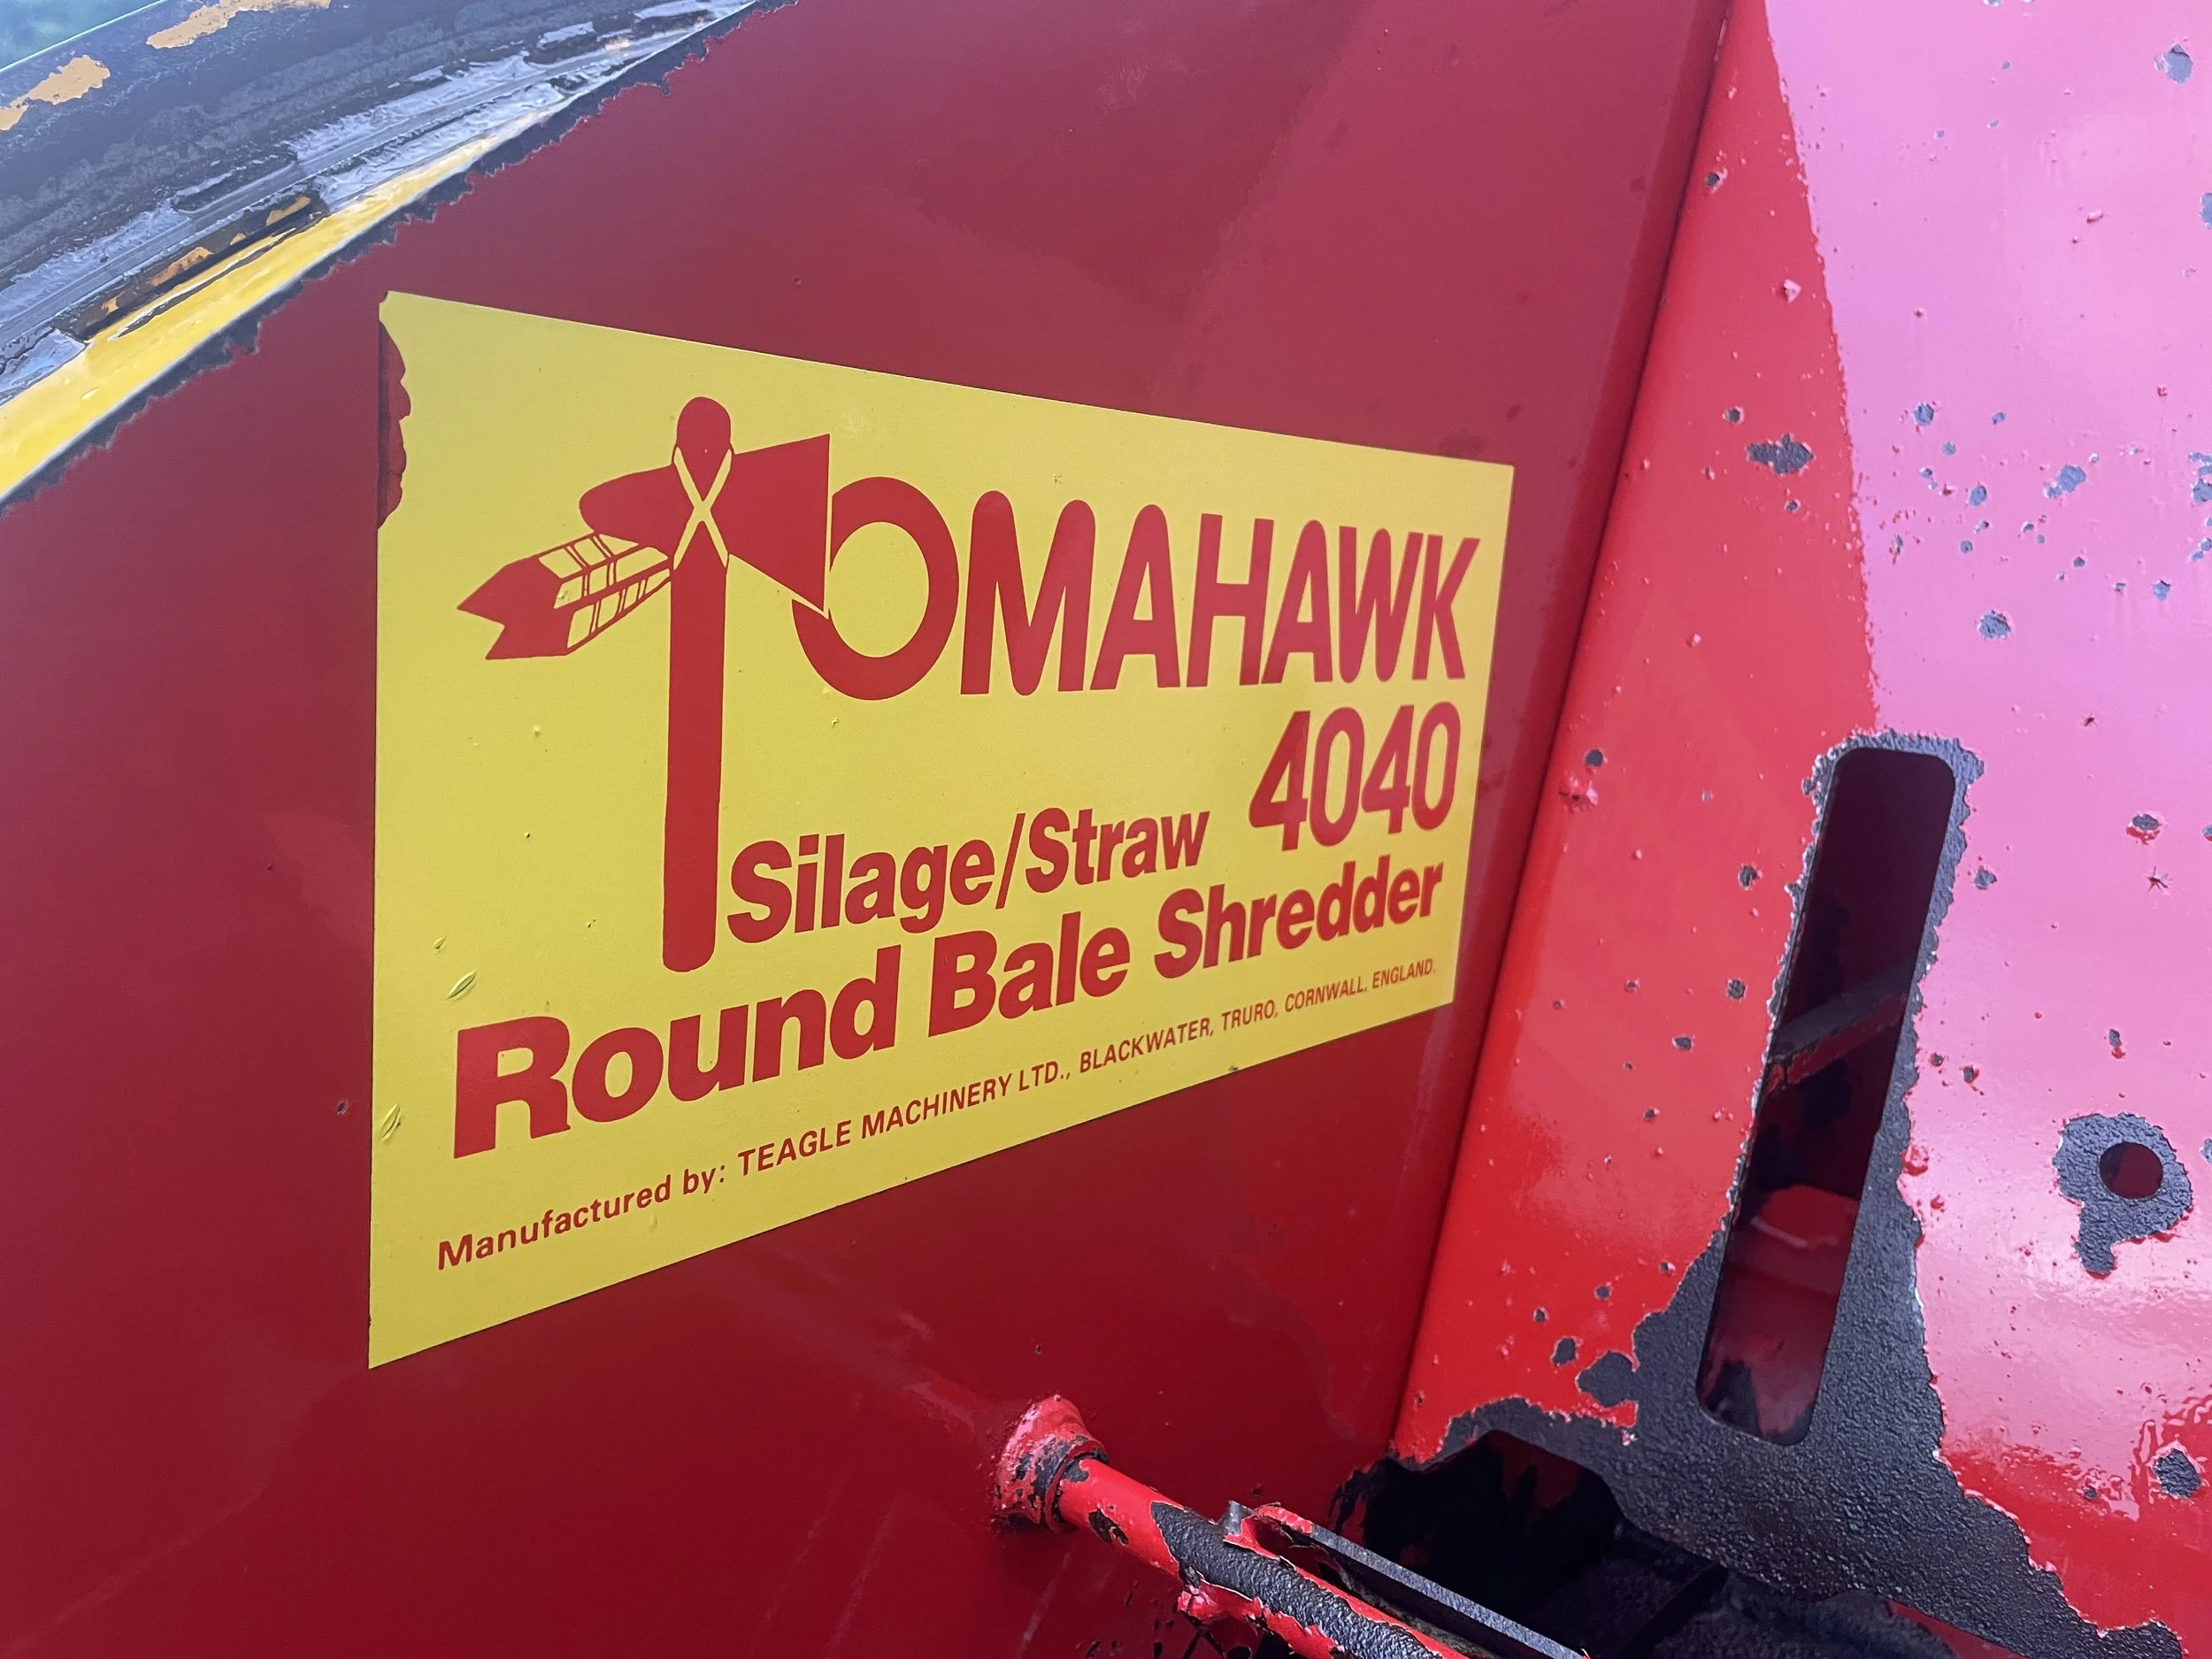 TOMAHAWK
4040
Silage/Straw
Round Bale Shredder
Manufactured by: TEAGLE MACHINERY LTD., BLACKWATER, TRURO, CORNWALL, ENGLAND.